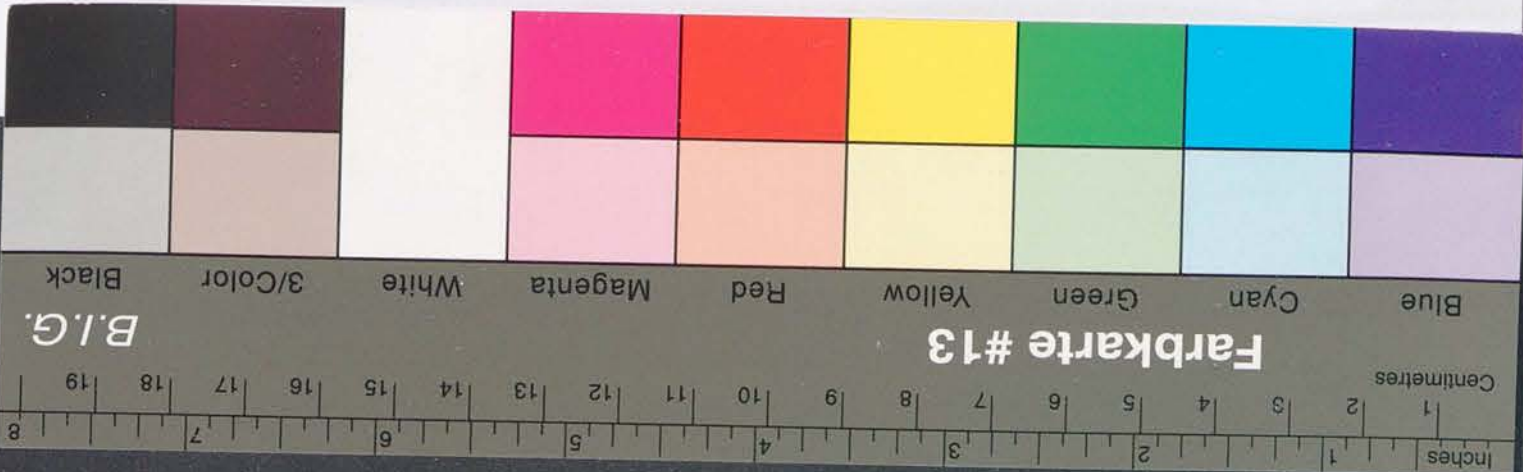 Inches 1 2 3 4 5 6 7 8
Centimetres 1 2 3 4 5 6 7 8 9 10 11 12 13 14 15 16 17 18 19
Farbkarte #13 B.I.G.
Blue Cyan Green Yellow Red Magenta White 3/Color Black